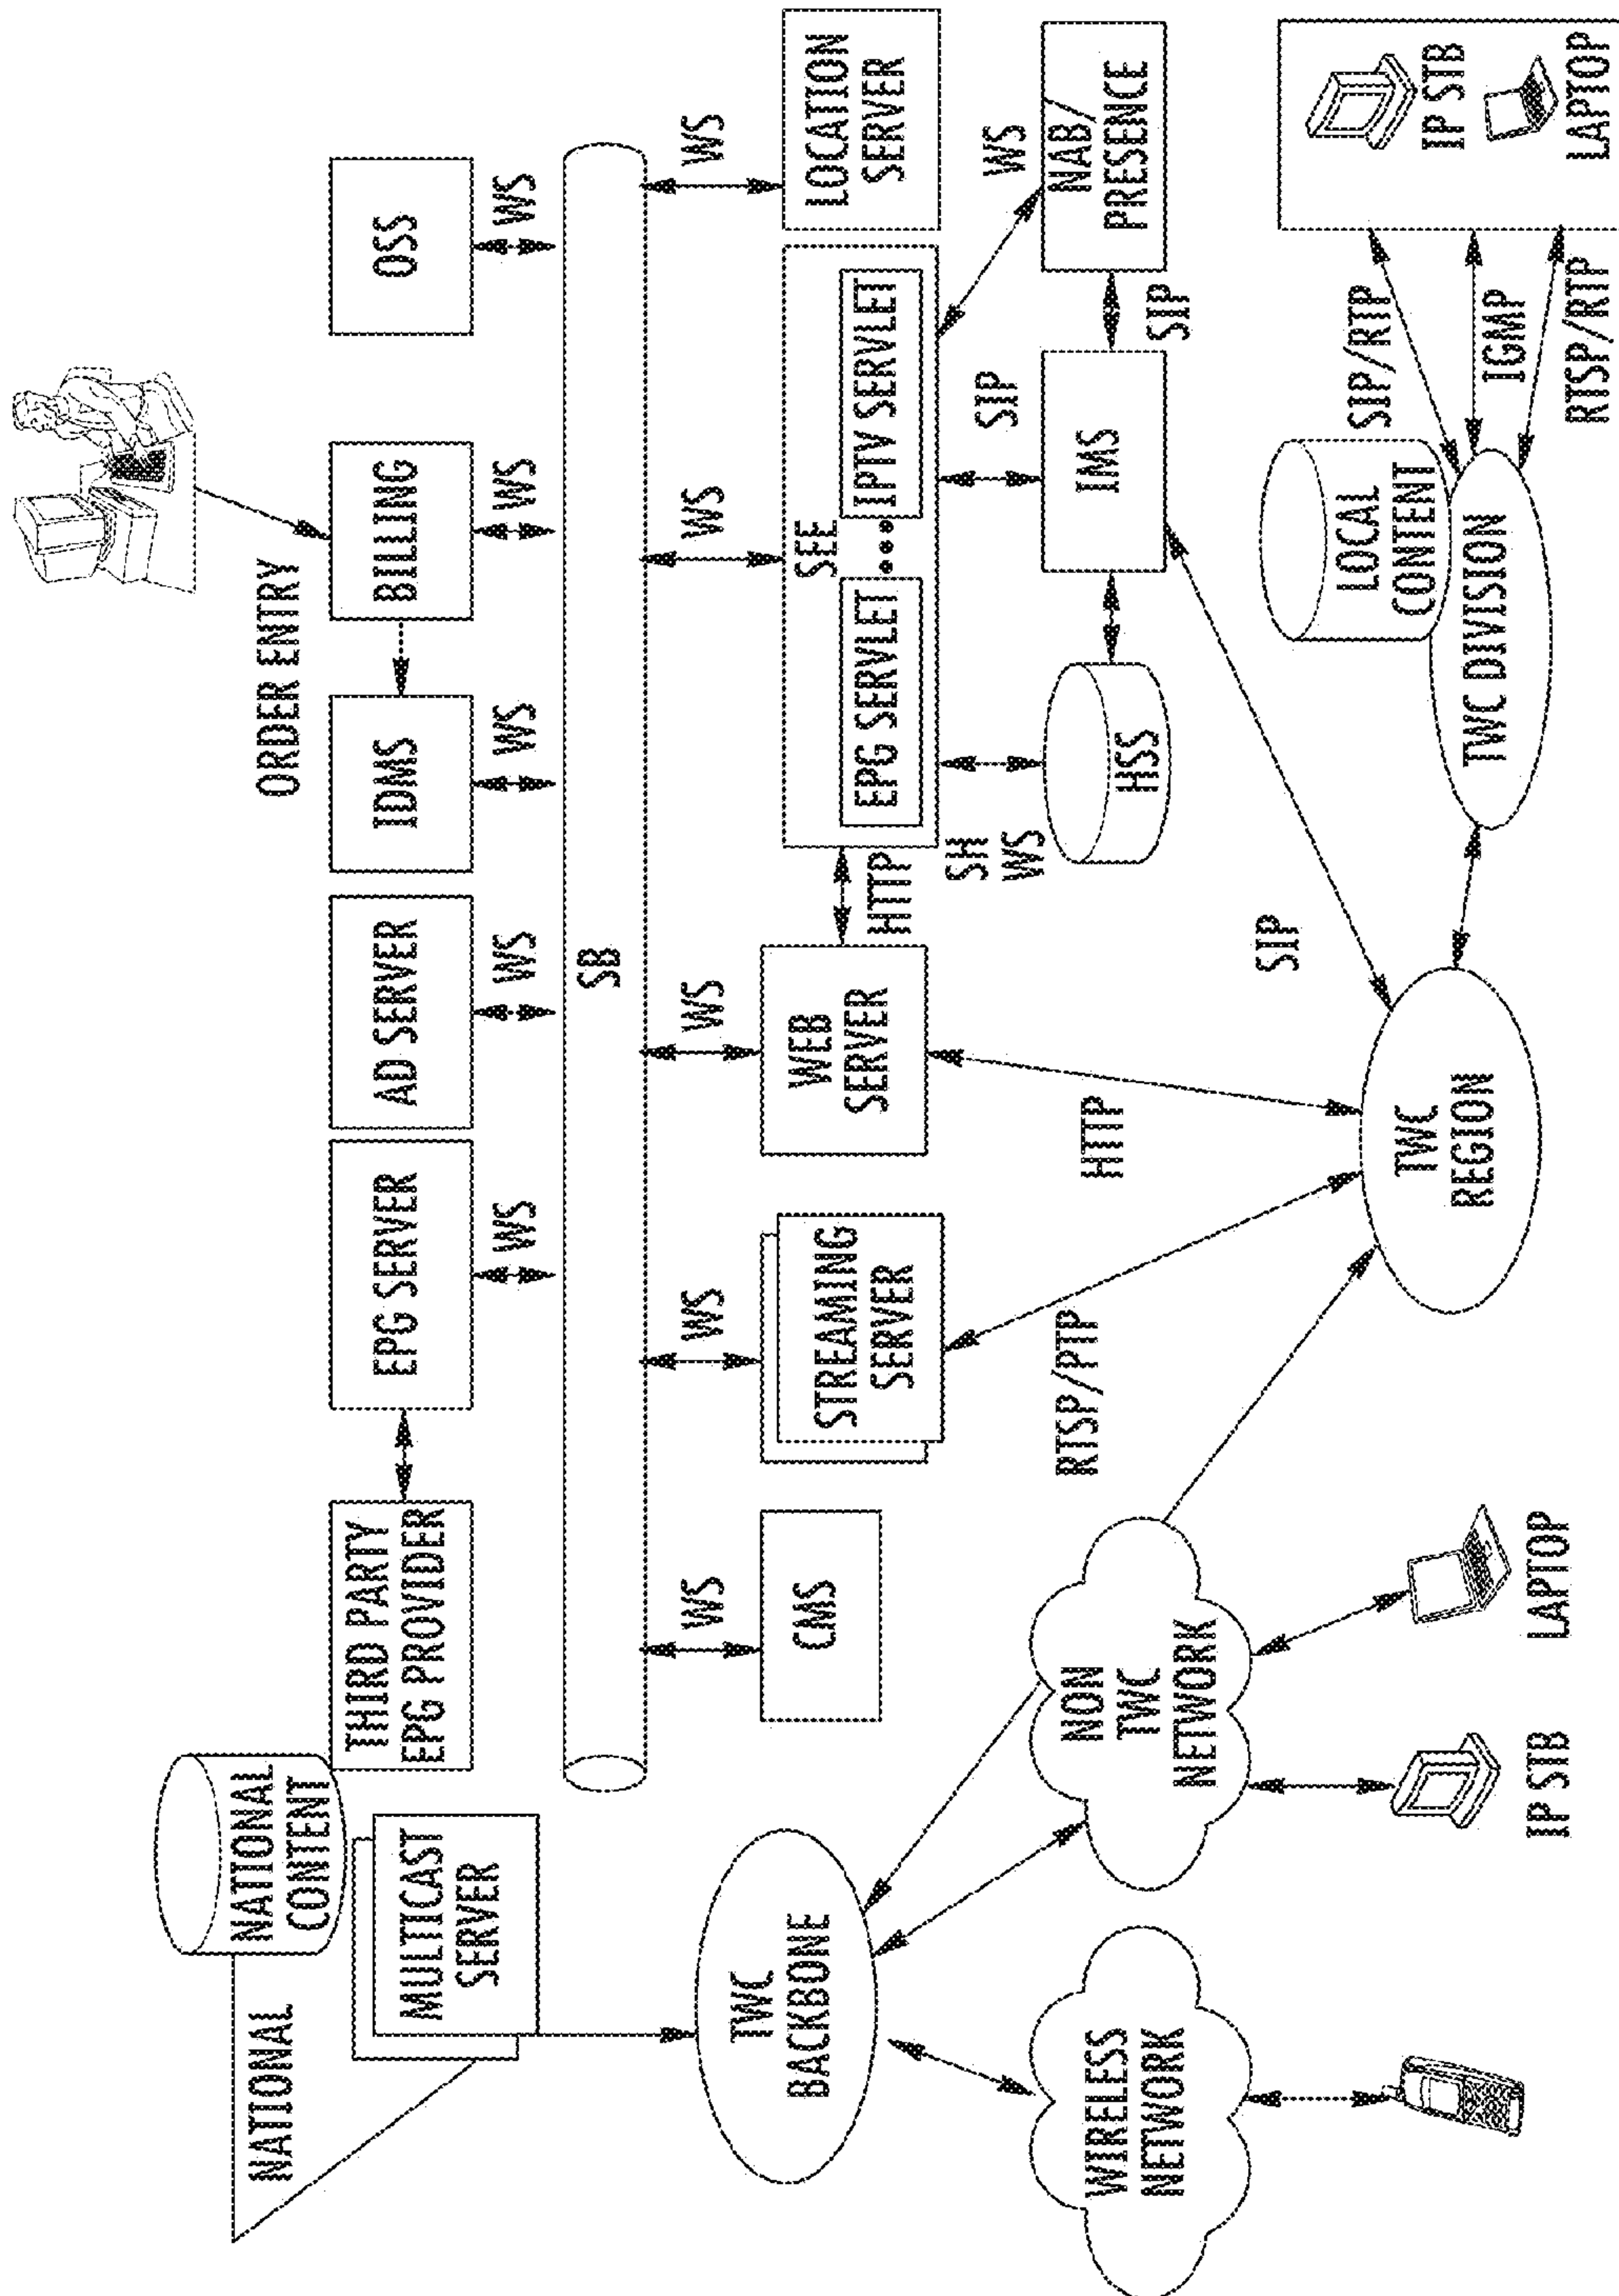 ORDER ENTRY
NATIONAL
NATIONAL
CONTENT
THIRD PARTY
EPG PROVIDER
EPG SERVER
AD SERVER
IDMS
BILLING
OSS
MULTICAST
SERVER
WS
WS
WS
WS
WS
SB
WS
WS
WS
WS
WS
CMS
STREAMING
SERVER
WEB
SERVER
HTTP
SEE
EPG SERVLET
IPTV SERVLET
LOCATION
SERVER
TWC
BACKBONE
SH
WS
SIP
WS
RTSP/PTP
HTTP
HSS
IMS
SIP
NAB/
PRESENCE
WIRELESS
NETWORK
NON
TWC
NETWORK
SIP
TWC
REGION
LOCAL
CONTENT
TWC DIVISION
SIP/RTP
IGMP
RTSP/RTP
IP STB
LAPTOP
IP STB
LAPTOP